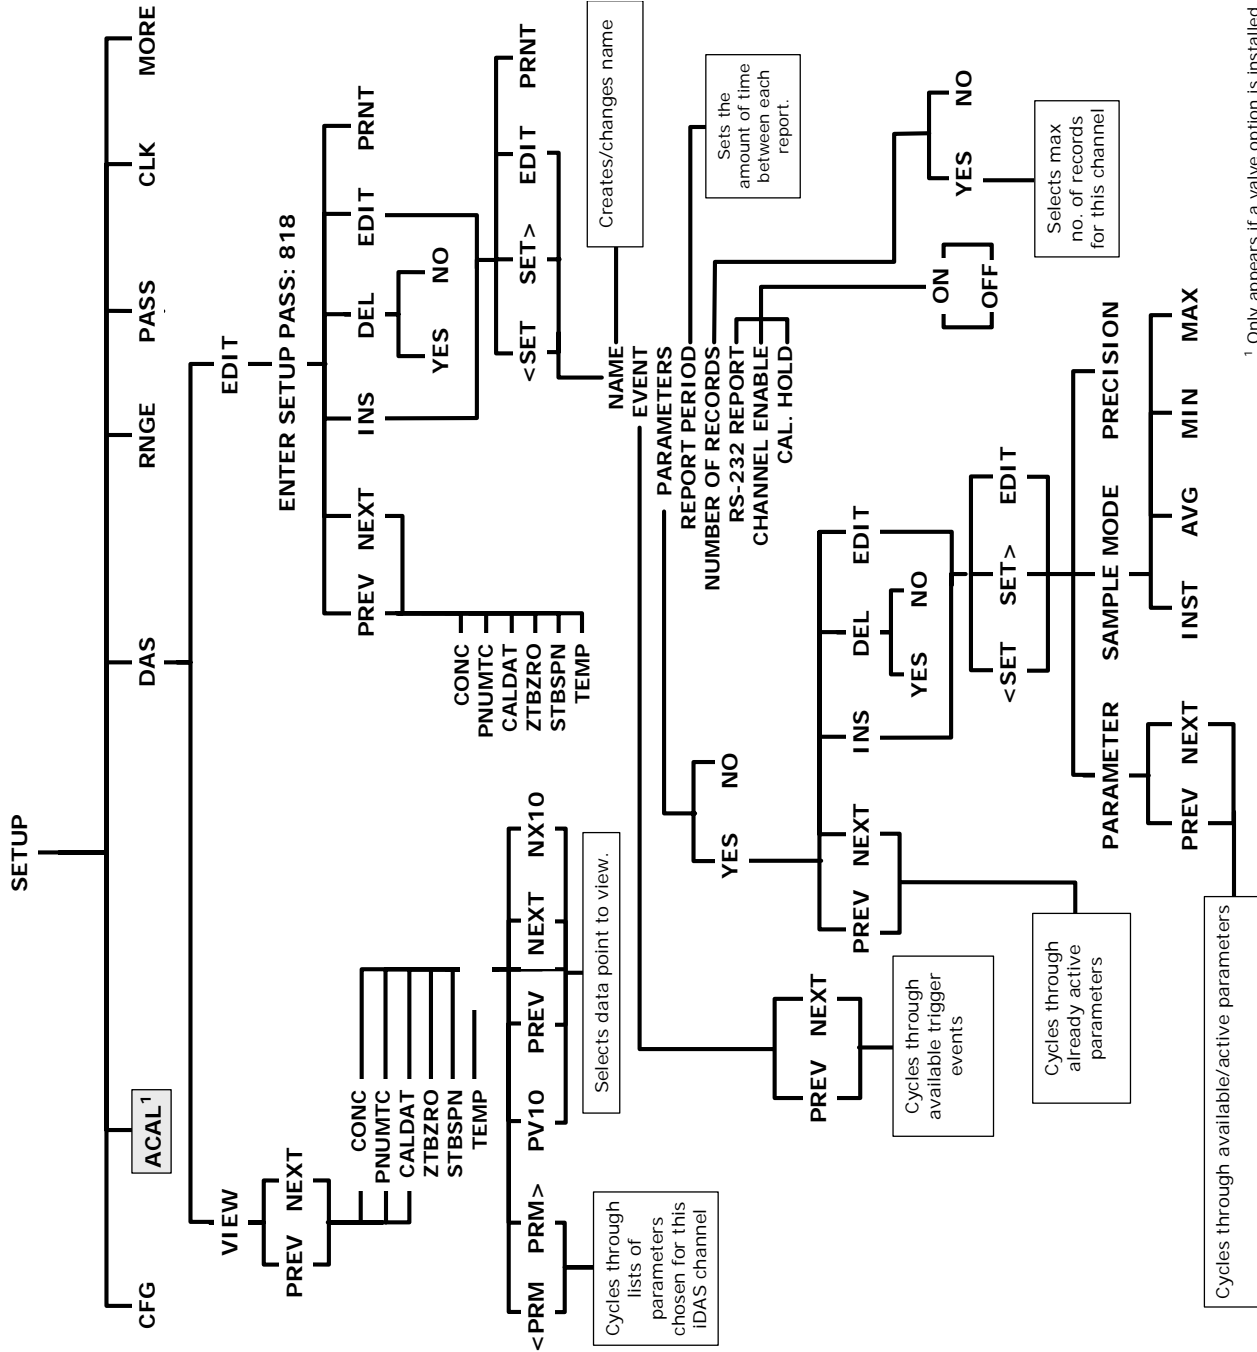 SETUP
CFG
ACAL¹
DAS
RNGE
PASS
CLK
MORE
VIEW
EDIT
PREV NEXT
ENTER SETUP PASS: 818
CONC
PNUMTC
CALDAT
ZTBZRO
STBSPN
TEMP
PREV NEXT INS DEL EDIT PRNT
YES NO
CONC
PNUMTC
CALDAT
ZTBZRO
STBSPN
TEMP
<PRM PRM> PV10 PREV NEXT NX10
Cycles through
lists of
parameters
chosen for this
iDAS channel
Selects data point to view.
<SET SET> EDIT PRNT
NAME
EVENT
PARAMETERS
REPORT PERIOD
NUMBER OF RECORDS
RS-232 REPORT
CHANNEL ENABLE
CAL. HOLD
Creates/changes name
Sets the
amount of time
between each
report.
YES NO
Selects max
no. of records
for this channel
ON
OFF
YES NO
PREV NEXT
Cycles through
available trigger
events
PREV NEXT INS DEL EDIT
YES NO
Cycles through
already active
parameters
<SET SET> EDIT
PARAMETER SAMPLE MODE PRECISION
PREV NEXT
INST AVG MIN MAX
Cycles through available/active parameters
¹ Only appears if a valve option is installed